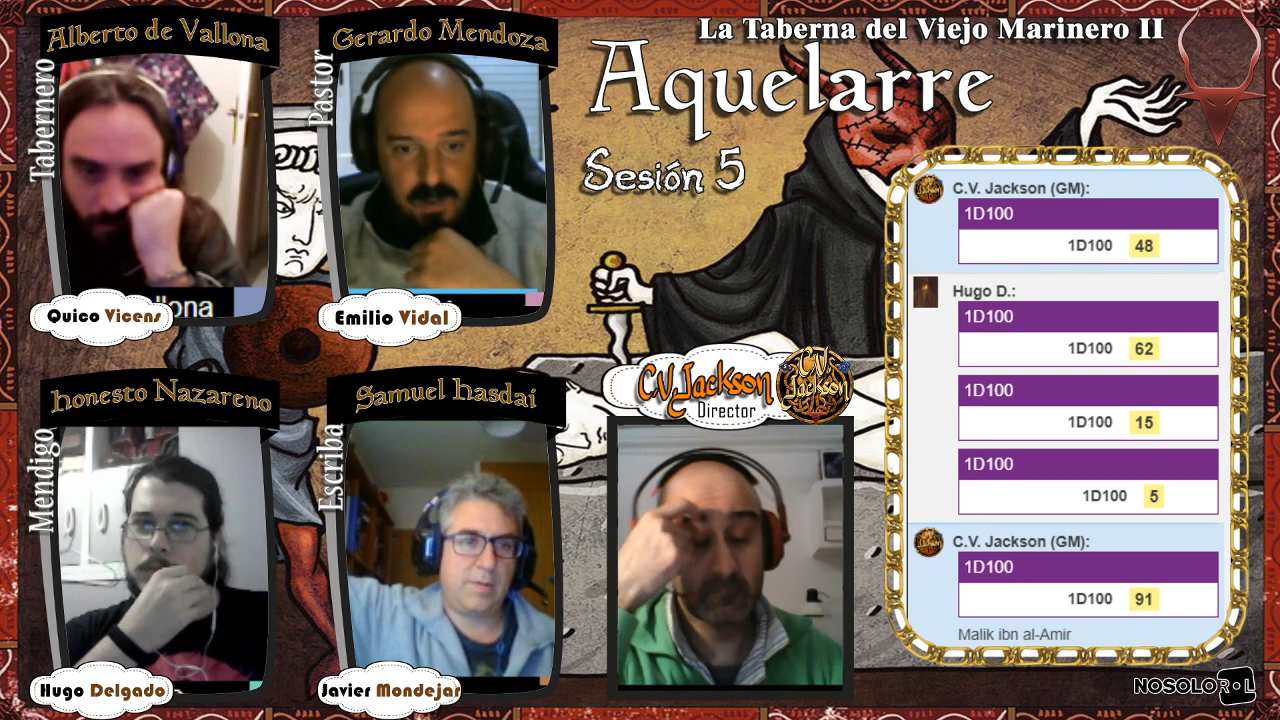 La Taberna del Viejo Marinero II
Aquelarre
Sesión 5
Alberto de Vallona
Tabernero
llona
Quico Vicens
Gerardo Mendoza
Pastor
Emilio Vidal
honesto Nazareno
Mendigo
Hugo Delgado
Samuel hasdai
Escriba
Javier Mondejar
C.V. Jackson
Director
C.V. Jackson
C.V. Jackson (GM):
1D100
1D100 48
Hugo D.:
1D100
1D100 62
1D100
1D100 15
1D100
1D100 5
C.V. Jackson (GM):
1D100
1D100 91
Malik ibn al-Amir
NOSOLOROL